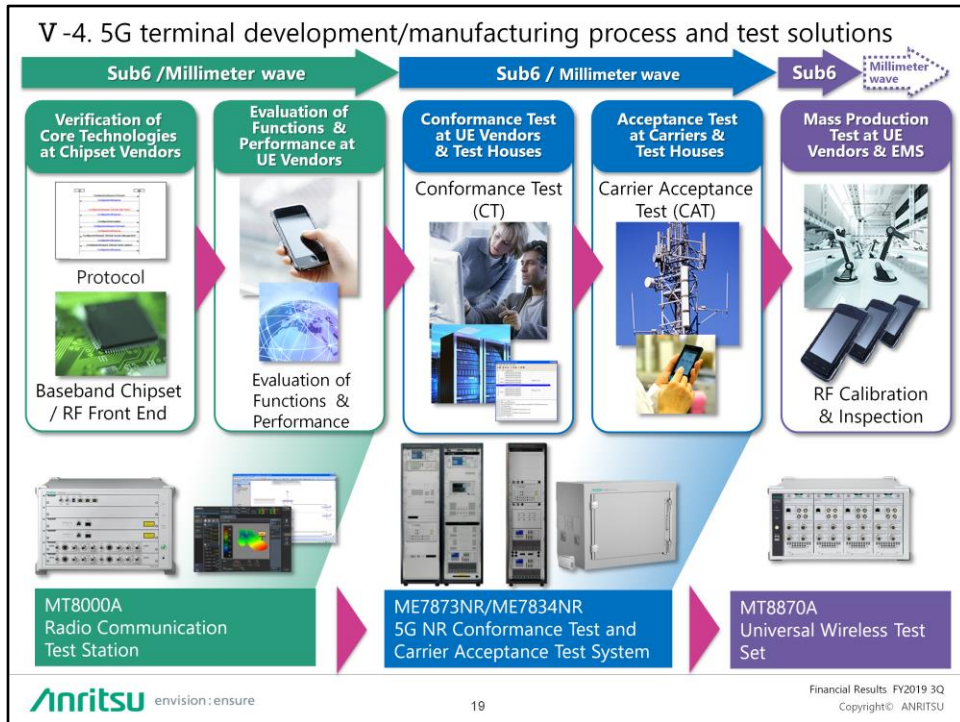 Ⅴ-4. 5G terminal development/manufacturing process and test solutions
Sub6 /Millimeter wave
Sub6 / Millimeter wave
Sub6
Millimeter
wave
Verification of
Core Technologies
at Chipset Vendors
Protocol
Baseband Chipset
/ RF Front End
Evaluation of
Functions &
Performance at
UE Vendors
Evaluation of
Functions &
Performance
Conformance Test
at UE Vendors
& Test Houses
Conformance Test
(CT)
Acceptance Test
at Carriers &
Test Houses
Carrier Acceptance
Test (CAT)
Mass Production
Test at UE
Vendors & EMS
RF Calibration
& Inspection
MT8000A
Radio Communication
Test Station
ME7873NR/ME7834NR
5G NR Conformance Test and
Carrier Acceptance Test System
MT8870A
Universal Wireless Test
Set
Anritsu envision : ensure
19
Financial Results FY2019 3Q
Copyright© ANRITSU